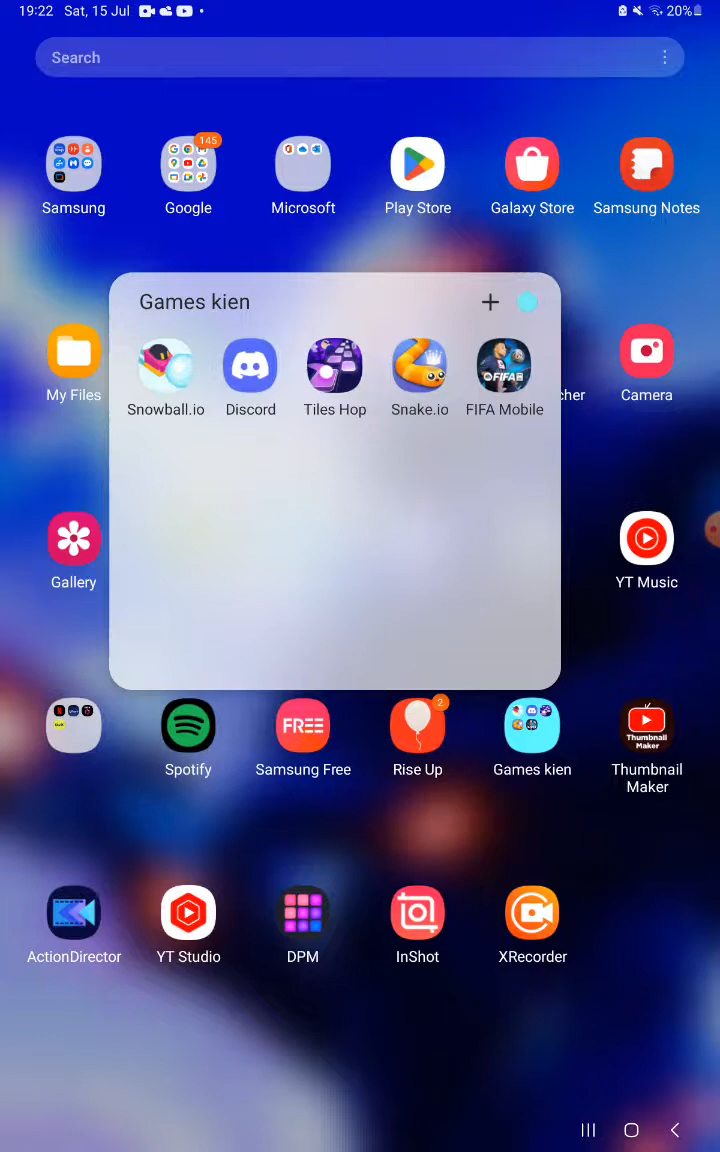 19:22 Sat, 15 Jul 20%
Search
145
Samsung Google Microsoft Play Store Galaxy Store Samsung Notes
Games kien
FIFA
Snowball.io Discord Tiles Hop Snake.io FIFA Mobile
My Files cher Camera
Gallery YT Music
FREE 2
Thumbnail
Maker
Spotify Samsung Free Rise Up Games kien Thumbnail
Maker
ActionDirector YT Studio DPM InShot XRecorder